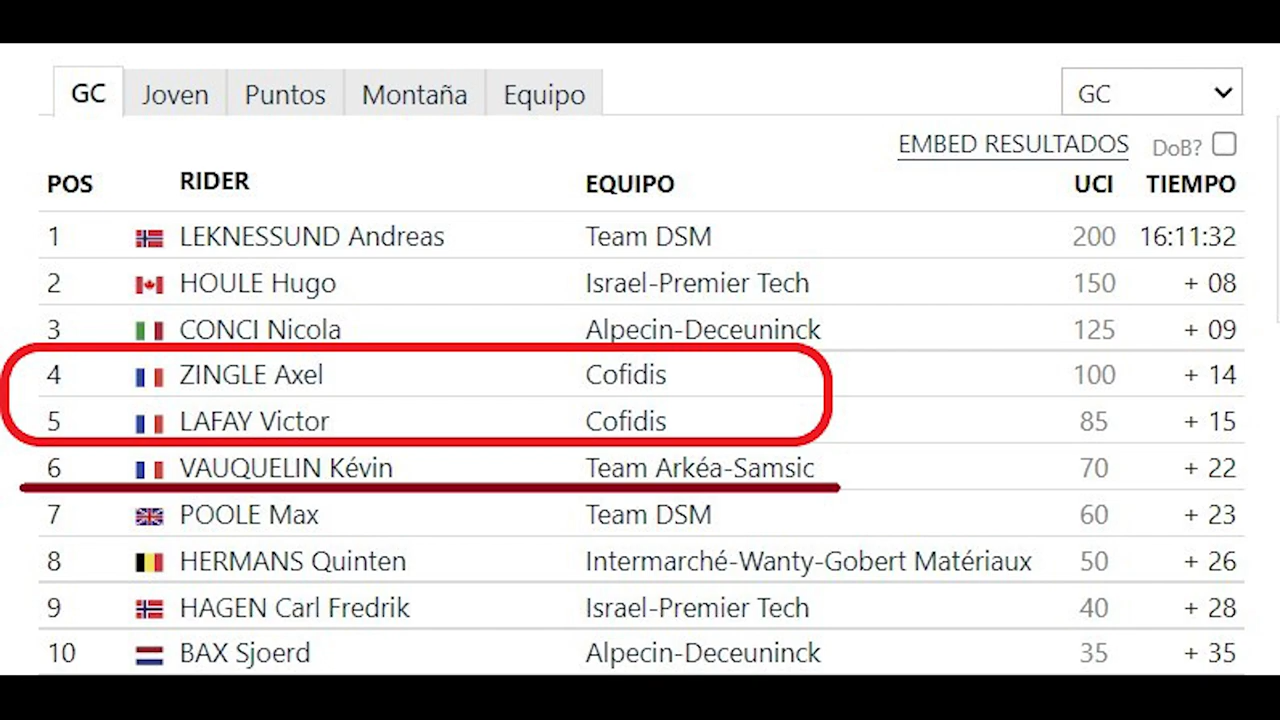 GC Joven Puntos Montaña Equipo GC
EMBED RESULTADOS DoB?
POS RIDER EQUIPO UCI TIEMPO
1 LEKNESSUND Andreas Team DSM 200 16:11:32
2 HOULE Hugo Israel-Premier Tech 150 + 08
3 CONCI Nicola Alpecin-Deceuninck 125 + 09
4 ZINGLE Axel Cofidis 100 + 14
5 LAFAY Victor Cofidis 85 + 15
6 VAUQUELIN Kévin Team Arkéa-Samsic 70 + 22
7 POOLE Max Team DSM 60 + 23
8 HERMANS Quinten Intermarché-Wanty-Gobert Matériaux 50 + 26
9 HAGEN Carl Fredrik Israel-Premier Tech 40 + 28
10 BAX Sjoerd Alpecin-Deceuninck 35 + 35